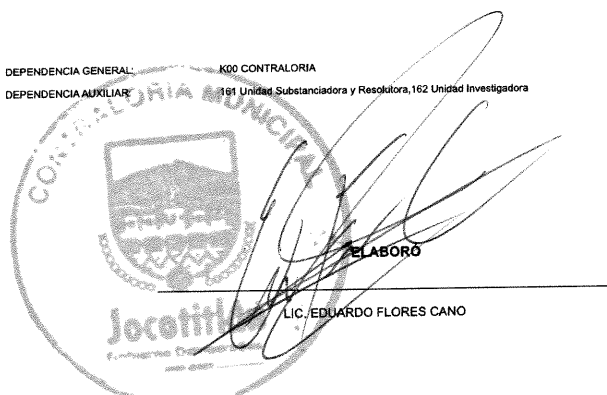 DEPENDENCIA GENERAL: K00 CONTRALORIA
DEPENDENCIA AUXILIAR: 161 Unidad Substanciadora y Resolutora,162 Unidad Investigadora
CONTRALORIA MUNICIPAL
ELABORÓ
LIC. EDUARDO FLORES CANO
Jocotitlán